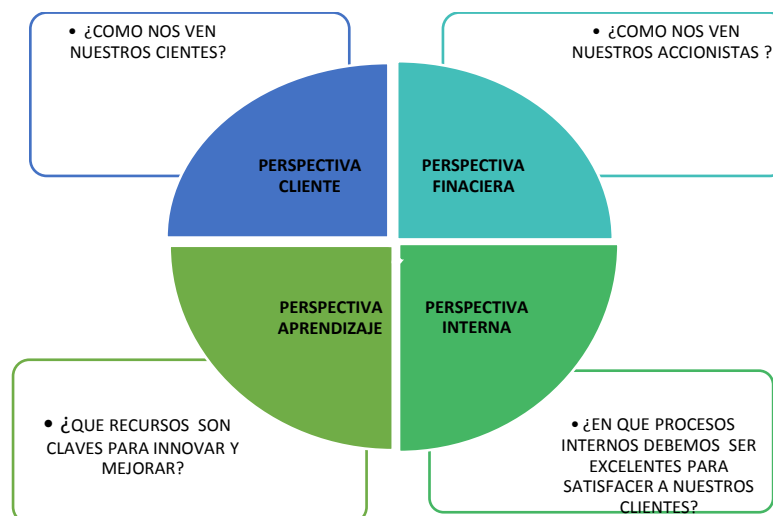 • ¿COMO NOS VEN
NUESTROS CIENTES?
• ¿COMO NOS VEN
NUESTROS ACCIONISTAS ?
PERSPECTIVA
CLIENTE
PERSPECTIVA
FINACIERA
PERSPECTIVA
APRENDIZAJE
PERSPECTIVA
INTERNA
• ¿QUE RECURSOS SON
CLAVES PARA INNOVAR Y
MEJORAR?
• ¿EN QUE PROCESOS
INTERNOS DEBEMOS SER
EXCELENTES PARA
SATISFACER A NUESTROS
CLIENTES?